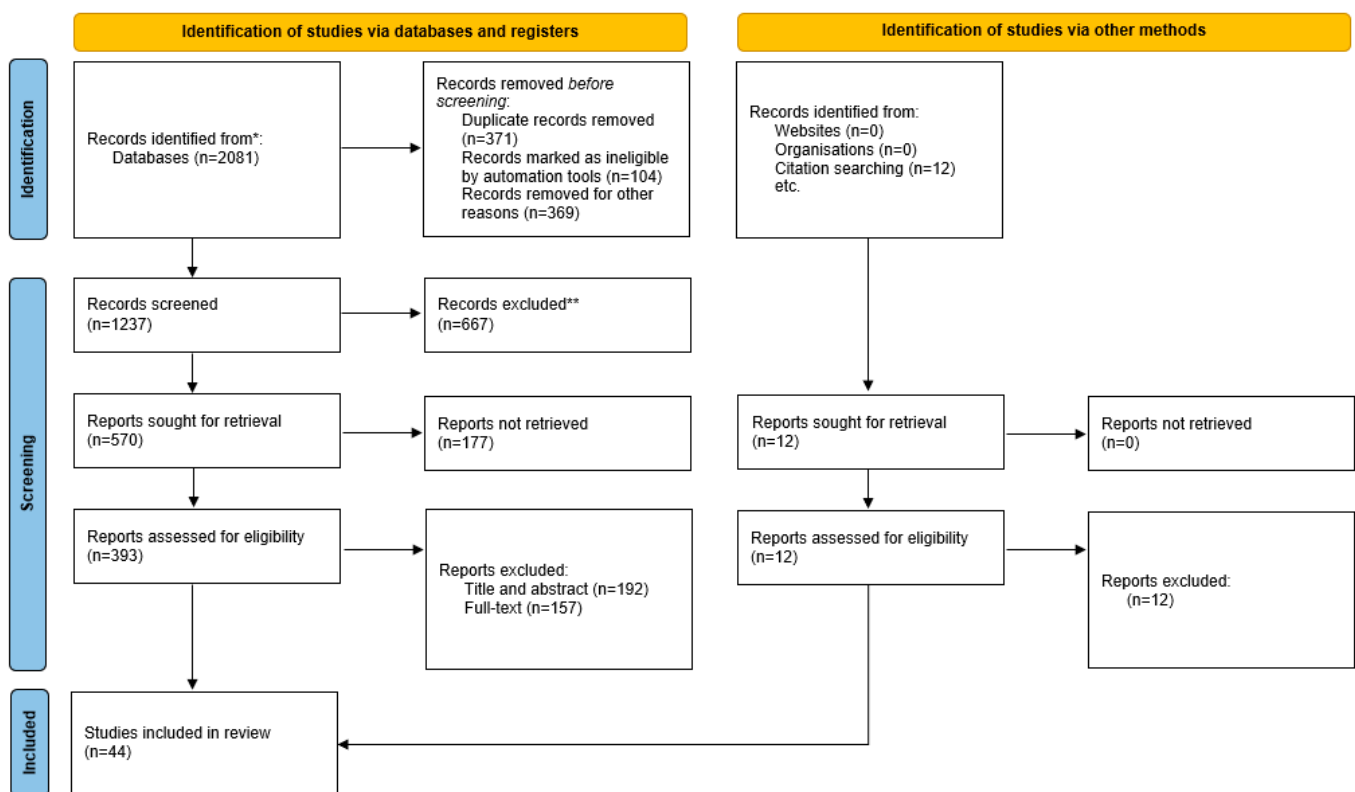 Identification of studies via databases and registers
Identification of studies via other methods
Identification
Records identified from*:
Databases (n=2081)
Records removed before
screening:
Duplicate records removed
(n=371)
Records marked as ineligible
by automation tools (n=104)
Records removed for other
reasons (n=369)
Records identified from:
Websites (n=0)
Organisations (n=0)
Citation searching (n=12)
etc.
Screening
Records screened
(n=1237)
Records excluded**
(n=667)
Reports sought for retrieval
(n=570)
Reports not retrieved
(n=177)
Reports sought for retrieval
(n=12)
Reports not retrieved
(n=0)
Reports assessed for eligibility
(n=393)
Reports excluded:
Title and abstract (n=192)
Full-text (n=157)
Reports assessed for eligibility
(n=12)
Reports excluded:
(n=12)
Included
Studies included in review
(n=44)